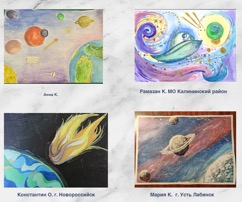 Анна К.
Рамазан К. МО Калининский район
Константин О. г. Новороссийск
Мария К. г. Усть Лабинск